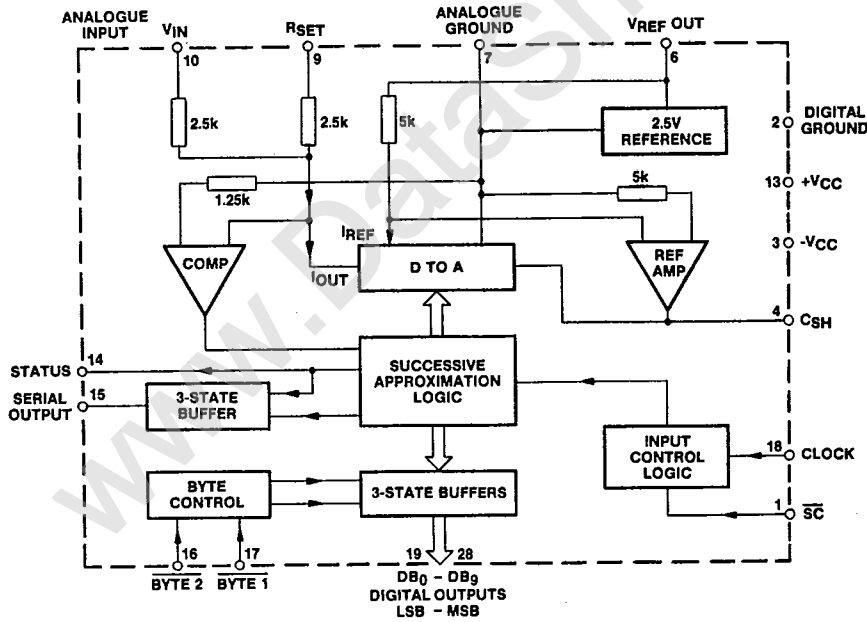 ANALOGUE INPUT
VIN
10
RSET
9
ANALOGUE GROUND
7
VREF OUT
6
2.5k
2.5k
5k
2.5V
REFERENCE
2
DIGITAL GROUND
13
+VCC
1.25k
5k
3
-VCC
COMP
IREF
IOUT
D TO A
REF
AMP
4
CSH
STATUS
14
SERIAL OUTPUT
15
3-STATE
BUFFER
SUCCESSIVE
APPROXIMATION
LOGIC
INPUT
CONTROL
LOGIC
18
CLOCK
1
SC
BYTE
CONTROL
3-STATE BUFFERS
16
17
19
28
BYTE 2
BYTE 1
DB0 - DB9
DIGITAL OUTPUTS
LSB - MSB
www.DataSh